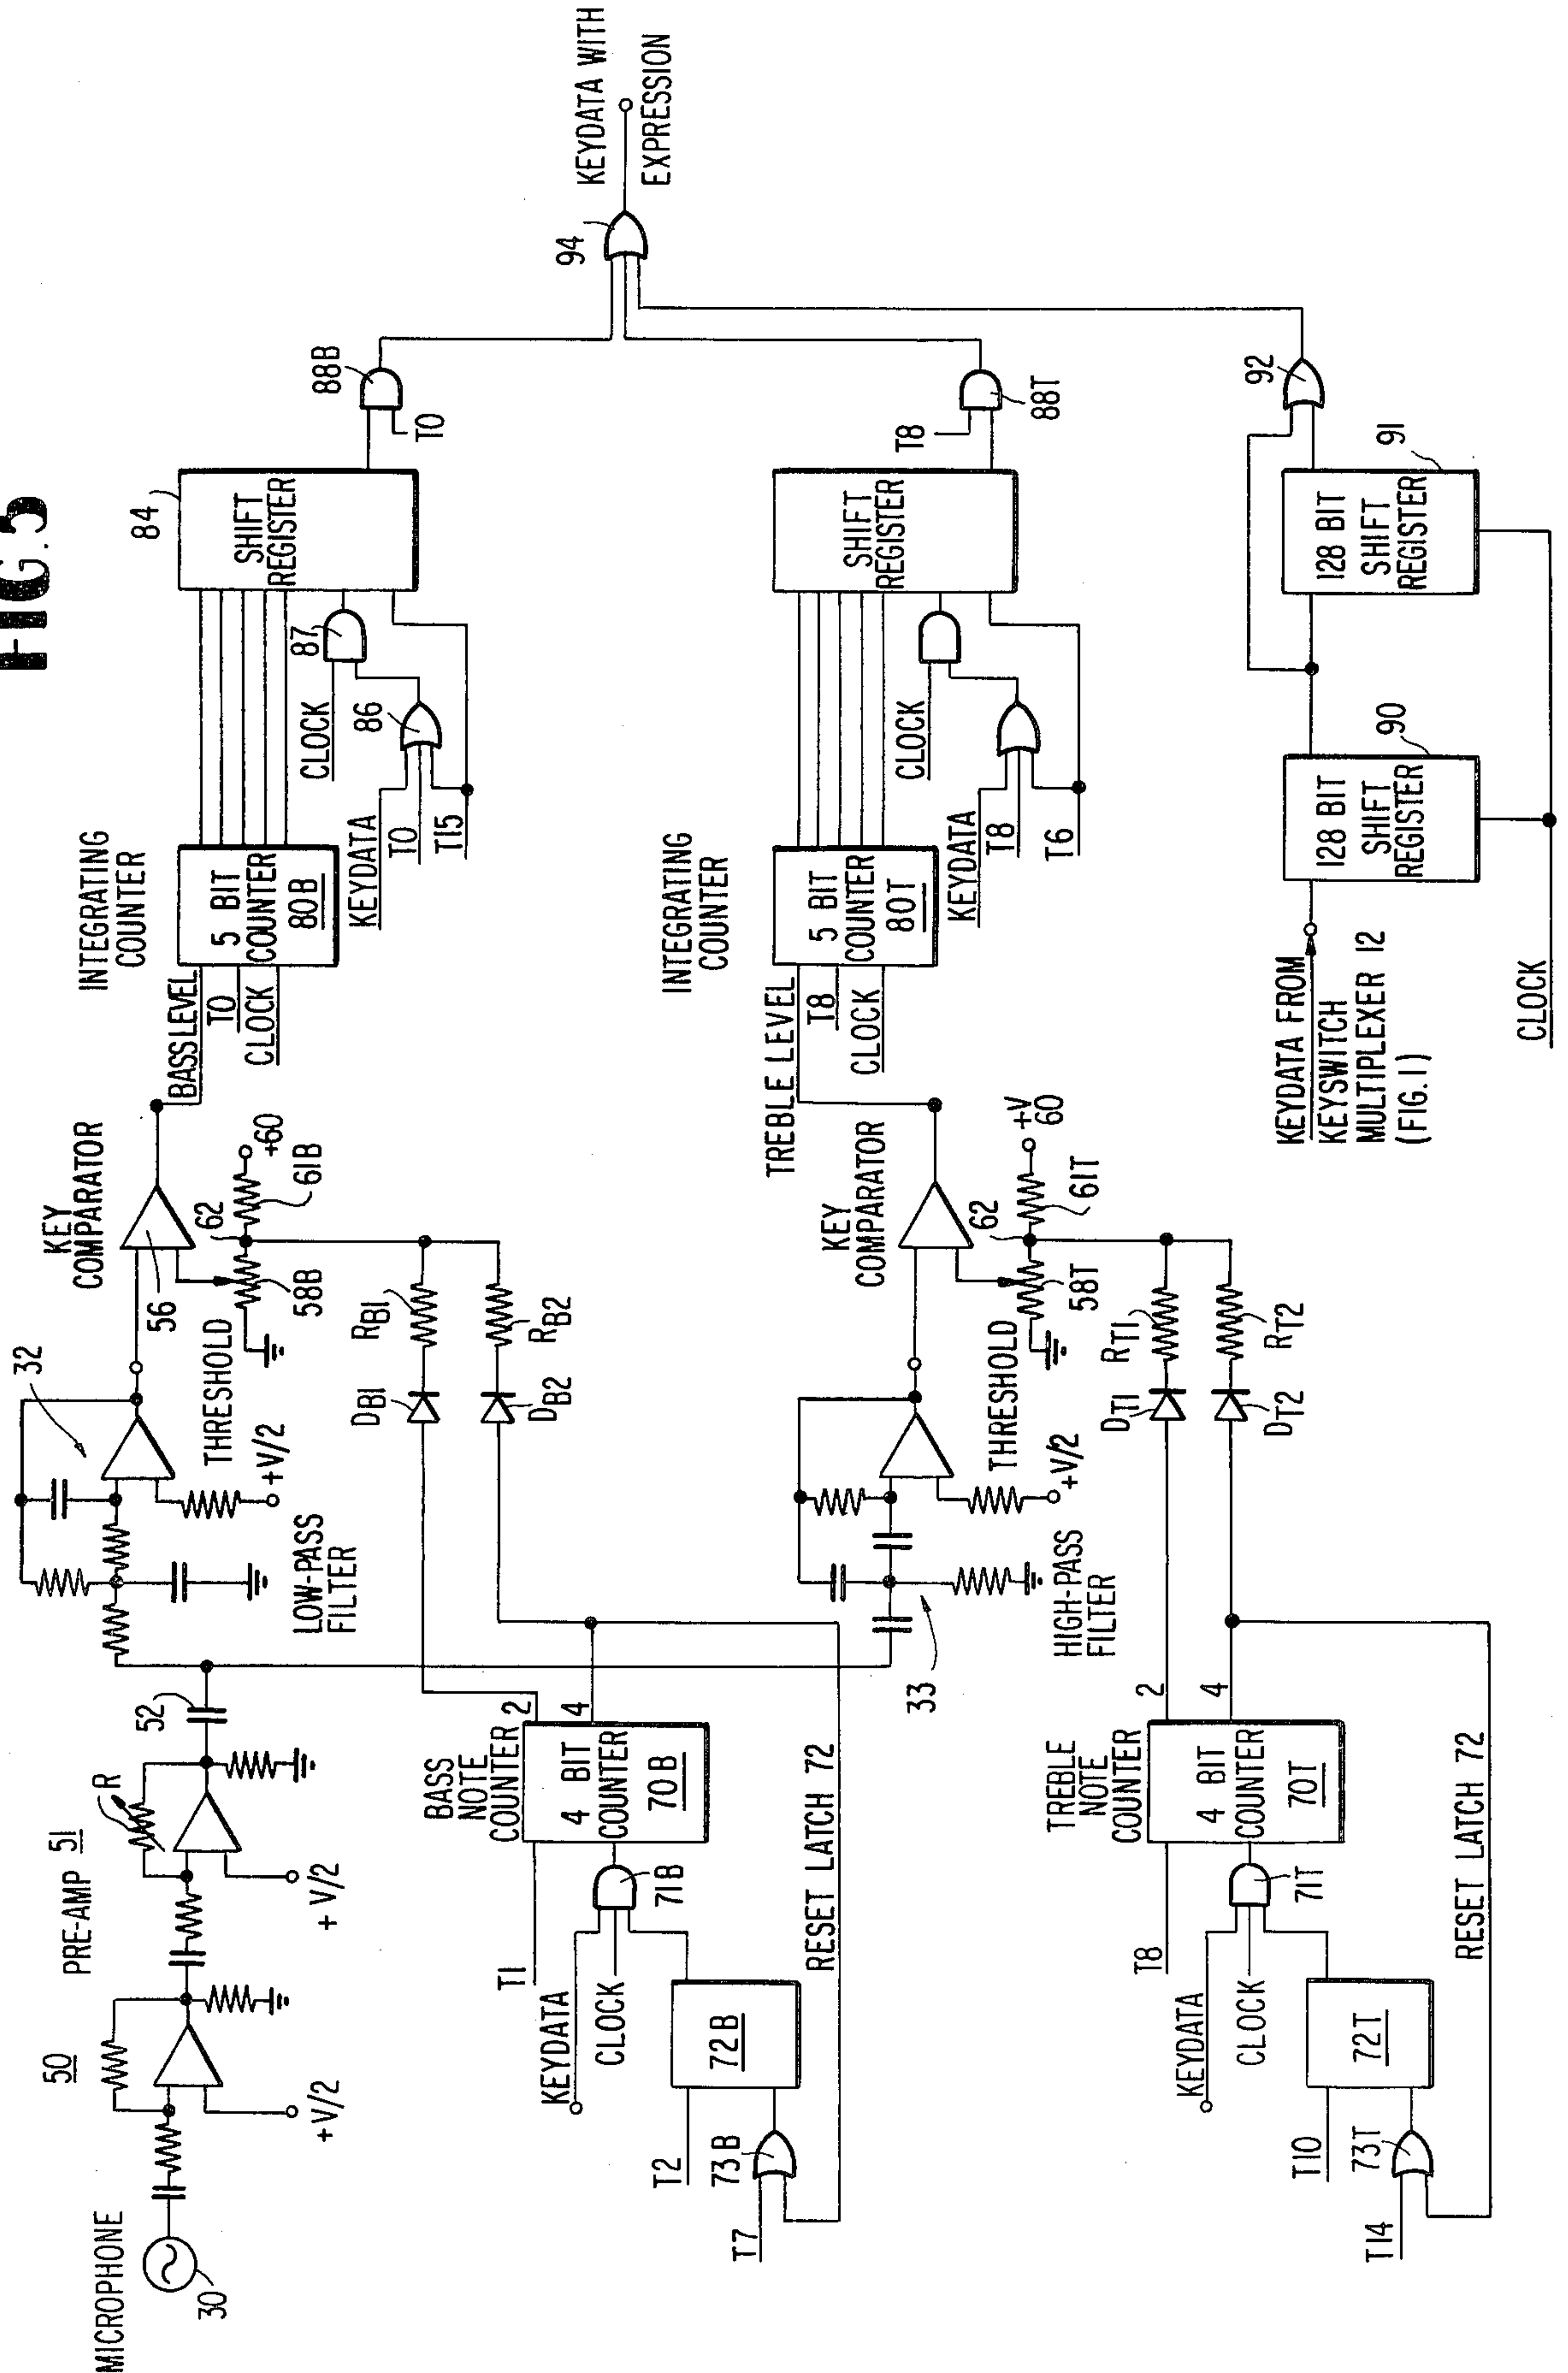 FIG.5
MICROPHONE
30
50
+V/2
PRE-AMP 51
R
+ V/2
52
LOW-PASS
FILTER
32
+V/2
THRESHOLD
KEY
COMPARATOR
56
62
58B
61B
+60
BASS LEVEL
T0
CLOCK
INTEGRATING
COUNTER
5
BIT
COUNTER
80B
KEYDATA
T0
T15
CLOCK
86
87
84
SHIFT
REGISTER
88B
T0
94
KEYDATA WITH
EXPRESSION
BASS
NOTE
COUNTER
2
4
4
BIT
COUNTER
70B
T1
KEYDATA
CLOCK
71B
72B
T2
73B
T7
RESET LATCH 72
DB1
RB1
DB2
RB2
33
HIGH-PASS
FILTER
+V/2
THRESHOLD
KEY
COMPARATOR
62
58T
61T
+V
60
TREBLE LEVEL
T8
CLOCK
INTEGRATING
COUNTER
5
BIT
COUNTER
80T
KEYDATA
T8
T6
CLOCK
SHIFT
REGISTER
T8
88T
TREBLE
NOTE
COUNTER
2
4
4
BIT
COUNTER
70T
T8
KEYDATA
CLOCK
71T
72T
T10
73T
T14
RESET LATCH 72
DT1
RT1
DT2
RT2
KEYDATA FROM
KEYSWITCH
MULTIPLEXER 12
(FIG.1)
CLOCK
128 BIT
SHIFT
REGISTER
90
128 BIT
SHIFT
REGISTER
91
92